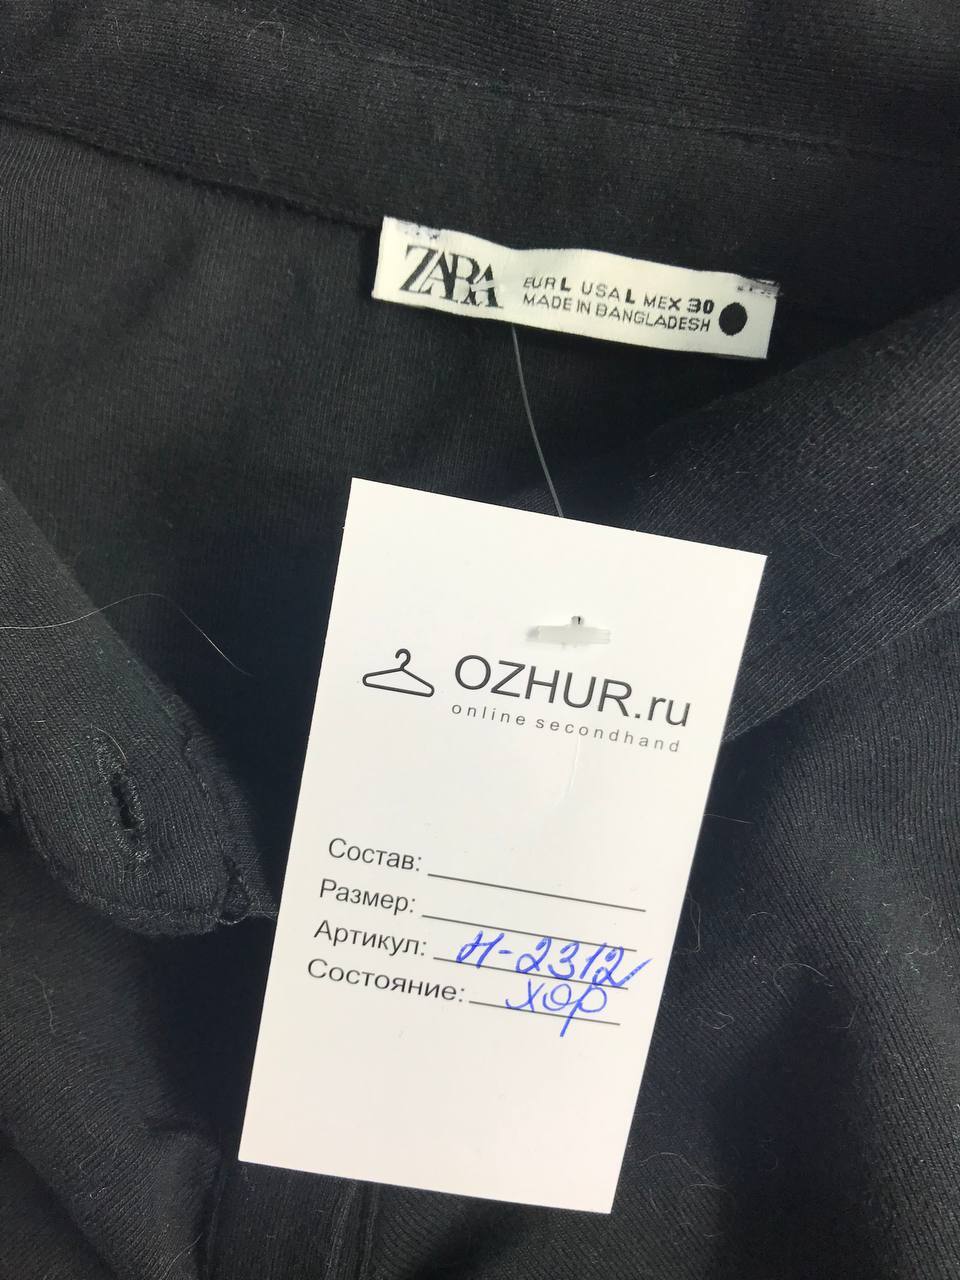 ZARA
EUR L USA L MEX 30
MADE IN BANGLADESH
OZHUR.ru
online secondhand
Состав:
Размер:
Артикул: Н-2312
Состояние: хор